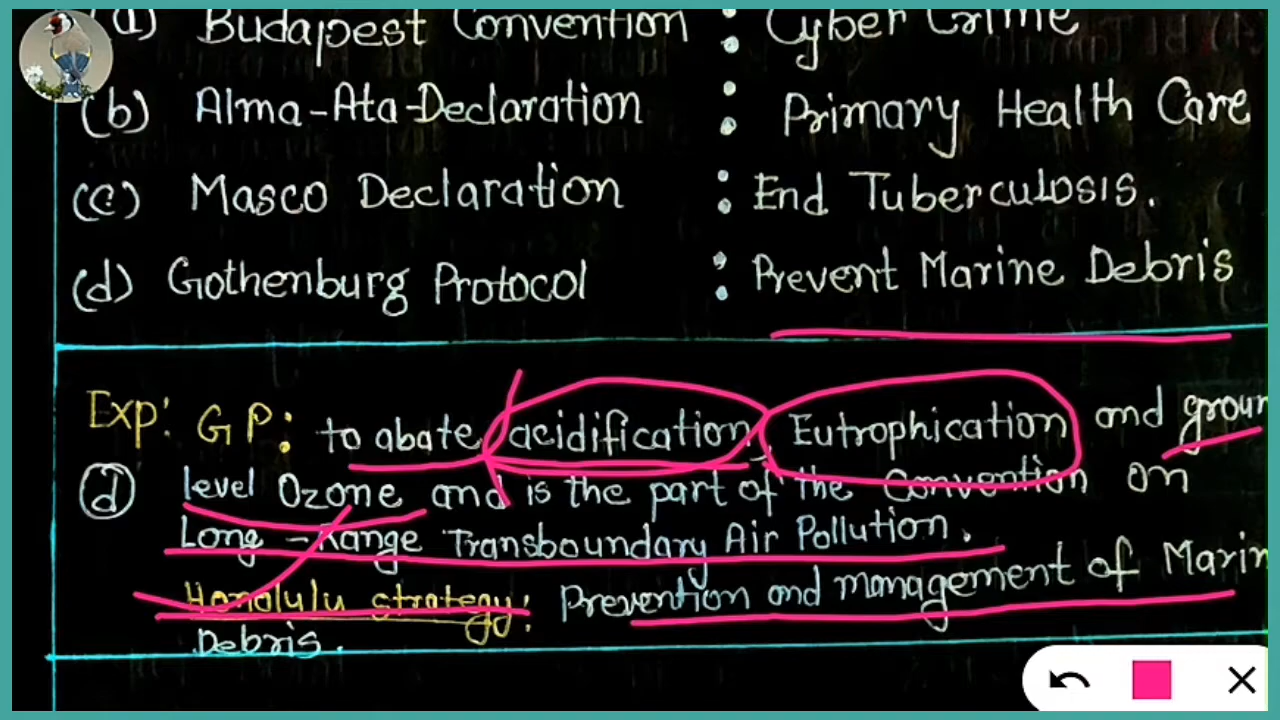 (a) Budapest Convention : Cyber Crime
(b) Alma-Ata-Declaration : Primary Health Care
(c) Masco Declaration : End Tuberculosis.
(d) Gothenburg Protocol : Prevent Marine Debris
Exp: GP: to abate acidification, Eutrophication and groun
(d) level Ozone and is the part of the Convention on
Long-Range Transboundary Air Pollution.
Honolulu strategy: Prevention and management of Marin
Debris.